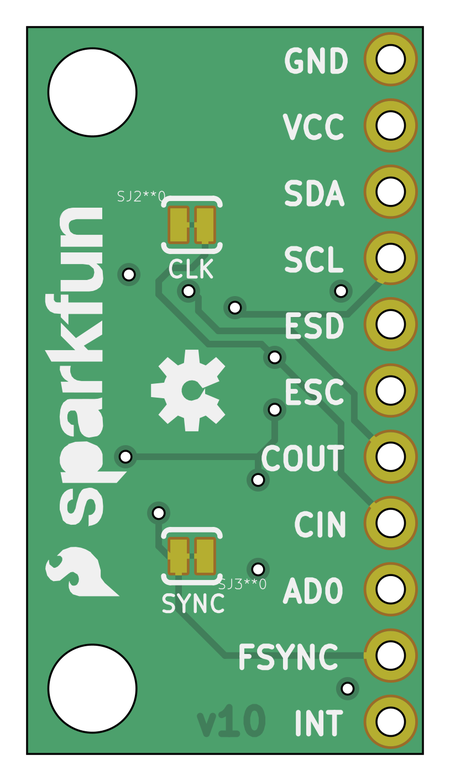 GND
VCC
SDA
SJ2**0
SCL
CLK
ESD
ESC
sparkfun
COUT
CIN
SJ3**0
AD0
SYNC
FSYNC
v10
INT